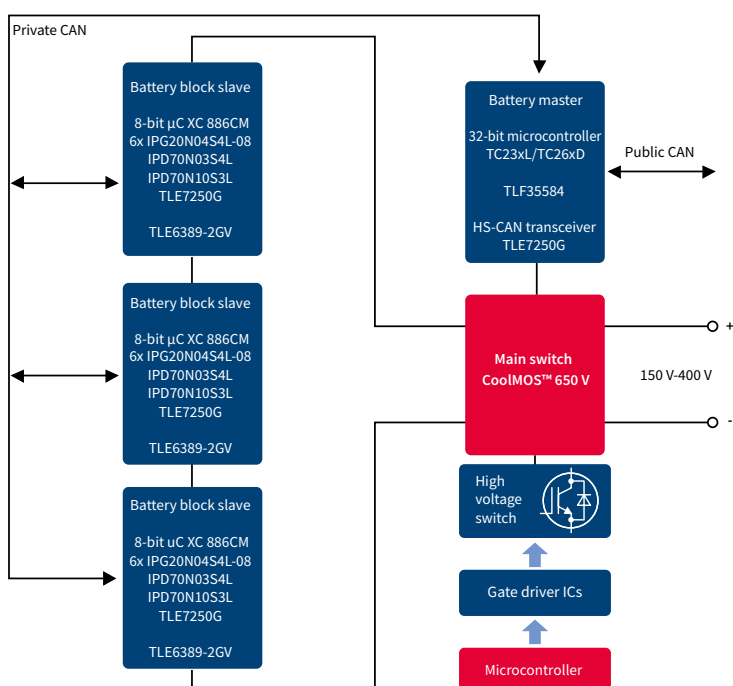 Private CAN
Battery block slave
8-bit µC XC 886CM
6x IPG20N04S4L-08
IPD70N03S4L
IPD70N10S3L
TLE7250G
TLE6389-2GV
Battery block slave
8-bit µC XC 886CM
6x IPG20N04S4L-08
IPD70N03S4L
IPD70N10S3L
TLE7250G
TLE6389-2GV
Battery block slave
8-bit uC XC 886CM
6x IPG20N04S4L-08
IPD70N03S4L
IPD70N10S3L
TLE7250G
TLE6389-2GV
Battery master
32-bit microcontroller
TC23xL/TC26xD
TLF35584
HS-CAN transceiver
TLE7250G
Public CAN
Main switch
CoolMOS™ 650 V
+
150 V-400 V
-
High
voltage
switch
Gate driver ICs
Microcontroller